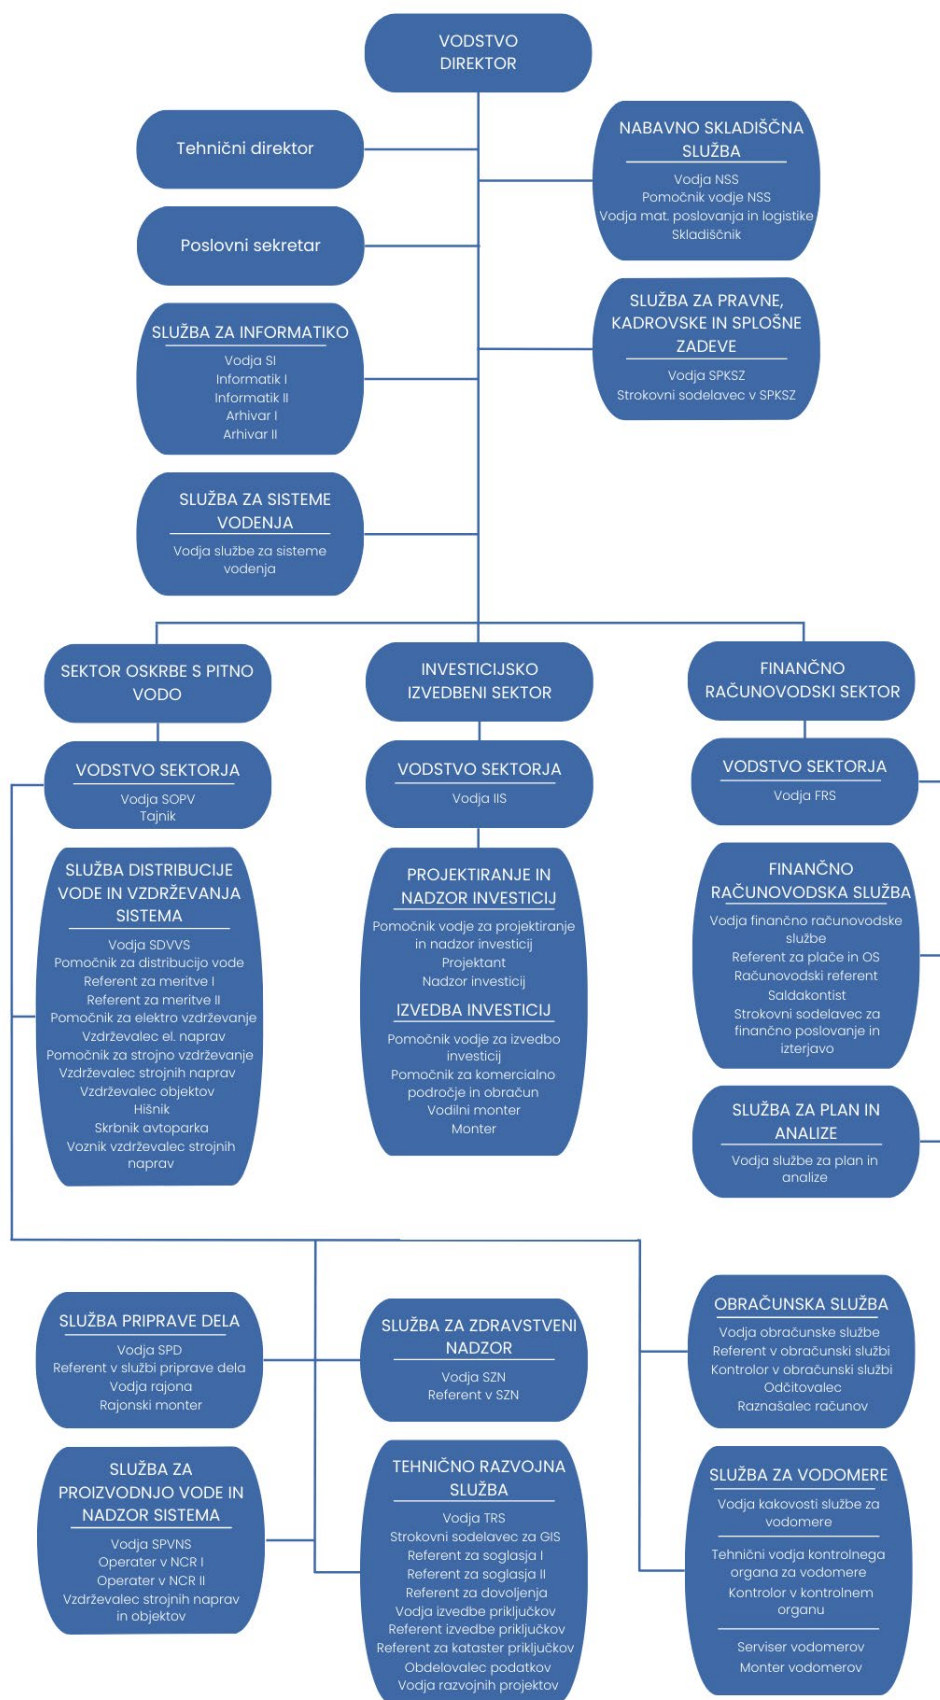 VODSTVO
DIREKTOR
Tehnični direktor
NABAVNO SKLADIŠČNA
SLUŽBA
Vodja NSS
Pomočnik vodje NSS
Vodja mat. poslovanja in logistike
Skladiščnik
Poslovni sekretar
SLUŽBA ZA PRAVNE,
KADROVSKE IN SPLOŠNE
ZADEVE
Vodja SPKSZ
Strokovni sodelavec v SPKSZ
SLUŽBA ZA INFORMATIKO
Vodja SI
Informatik I
Informatik II
Arhivar I
Arhivar II
SLUŽBA ZA SISTEME
VODENJA
Vodja službe za sisteme
vodenja
SEKTOR OSKRBE S PITNO
VODO
INVESTICIJSKO
IZVEDBENI SEKTOR
FINANČNO
RAČUNOVODSKI SEKTOR
VODSTVO SEKTORJA
Vodja SOPV
Tajnik
VODSTVO SEKTORJA
Vodja IIS
VODSTVO SEKTORJA
Vodja FRS
SLUŽBA DISTRIBUCIJE
VODE IN VZDRŽEVANJA
SISTEMA
Vodja SDVVS
Pomočnik za distribucijo vode
Referent za meritve I
Referent za meritve II
Pomočnik za elektro vzdrževanje
Vzdrževalec el. naprav
Pomočnik za strojno vzdrževanje
Vzdrževalec strojnih naprav
Vzdrževalec objektov
Hišnik
Skrbnik avtoparka
Voznik vzdrževalec strojnih
naprav
PROJEKTIRANJE IN
NADZOR INVESTICIJ
Pomočnik vodje za projektiranje
in nadzor investicij
Projektant
Nadzor investicij
IZVEDBA INVESTICIJ
Pomočnik vodje za izvedbo
investicij
Pomočnik za komercialno
področje in obračun
Vodilni monter
Monter
FINANČNO
RAČUNOVODSKA SLUŽBA
Vodja finančno računovodske
službe
Referent za plače in OS
Računovodski referent
Saldakontist
Strokovni sodelavec za
finančno poslovanje in
izterjavo
SLUŽBA ZA PLAN IN
ANALIZE
Vodja službe za plan in
analize
SLUŽBA PRIPRAVE DELA
Vodja SPD
Referent v službi priprave dela
Vodja rajona
Rajonski monter
SLUŽBA ZA ZDRAVSTVENI
NADZOR
Vodja SZN
Referent v SZN
OBRAČUNSKA SLUŽBA
Vodja obračunske službe
Referent v obračunski službi
Kontrolor v obračunski službi
Odčitovalec
Raznašalec računov
SLUŽBA ZA
PROIZVODNJO VODE IN
NADZOR SISTEMA
Vodja SPVNS
Operater v NCR I
Operater v NCR II
Vzdrževalec strojnih naprav
in objektov
TEHNIČNO RAZVOJNA
SLUŽBA
Vodja TRS
Strokovni sodelavec za GIS
Referent za soglasja I
Referent za soglasja II
Referent za dovoljenja
Vodja izvedbe priključkov
Referent izvedbe priključkov
Referent za kataster priključkov
Obdelovalec podatkov
Vodja razvojnih projektov
SLUŽBA ZA VODOMERE
Vodja kakovosti službe za
vodomere
Tehnični vodja kontrolnega
organa za vodomere
Kontrolor v kontrolnem
organu
Serviser vodomerov
Monter vodomerov